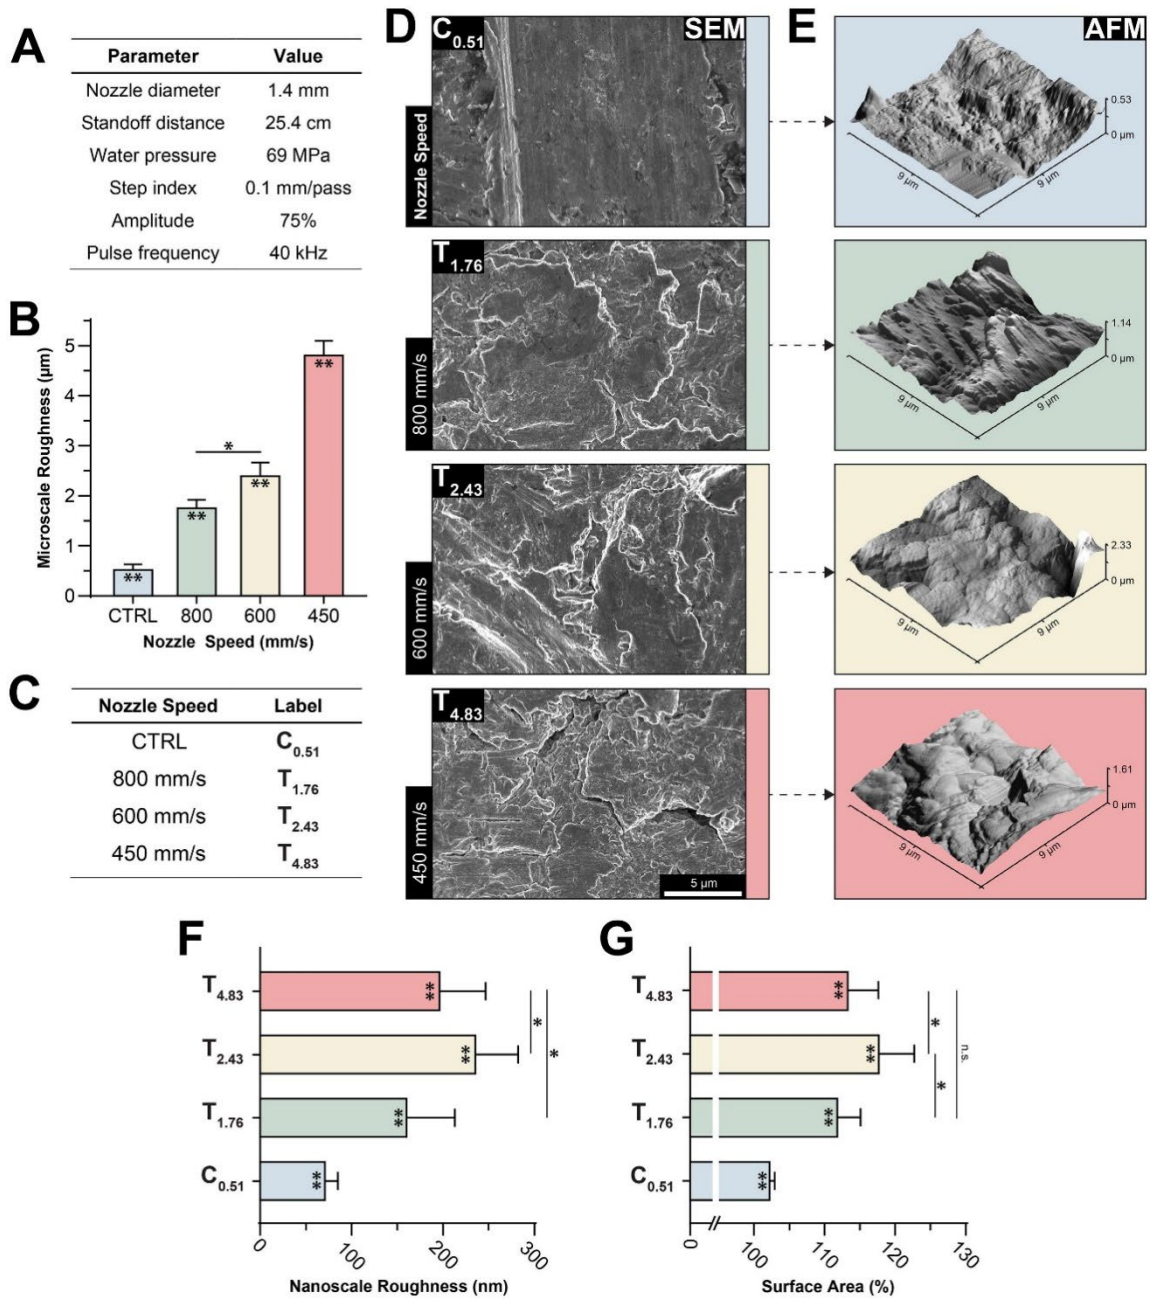 A
Parameter Value
Nozzle diameter 1.4 mm
Standoff distance 25.4 cm
Water pressure 69 MPa
Step index 0.1 mm/pass
Amplitude 75%
Pulse frequency 40 kHz
B
Microscale Roughness (µm)
5
4
3
2
1
0
**
**
*
**
**
CTRL 800 600 450
Nozzle Speed (mm/s)
C
Nozzle Speed Label
CTRL C0.51
800 mm/s T1.76
600 mm/s T2.43
450 mm/s T4.83
D
C0.51 SEM
Nozzle Speed
T1.76
800 mm/s
T2.43
600 mm/s
T4.83
450 mm/s
5 µm
E
AFM
0.53
0 µm
9 µm 9 µm
1.14
0 µm
9 µm 9 µm
2.33
0 µm
9 µm 9 µm
1.61
0 µm
9 µm 9 µm
F
T4.83 **
T2.43 **
T1.76 **
C0.51 **
*
*
0 100 200 300
Nanoscale Roughness (nm)
G
T4.83 **
T2.43 **
T1.76 **
C0.51 **
*
*
n.s.
0 100 110 120 130
Surface Area (%)